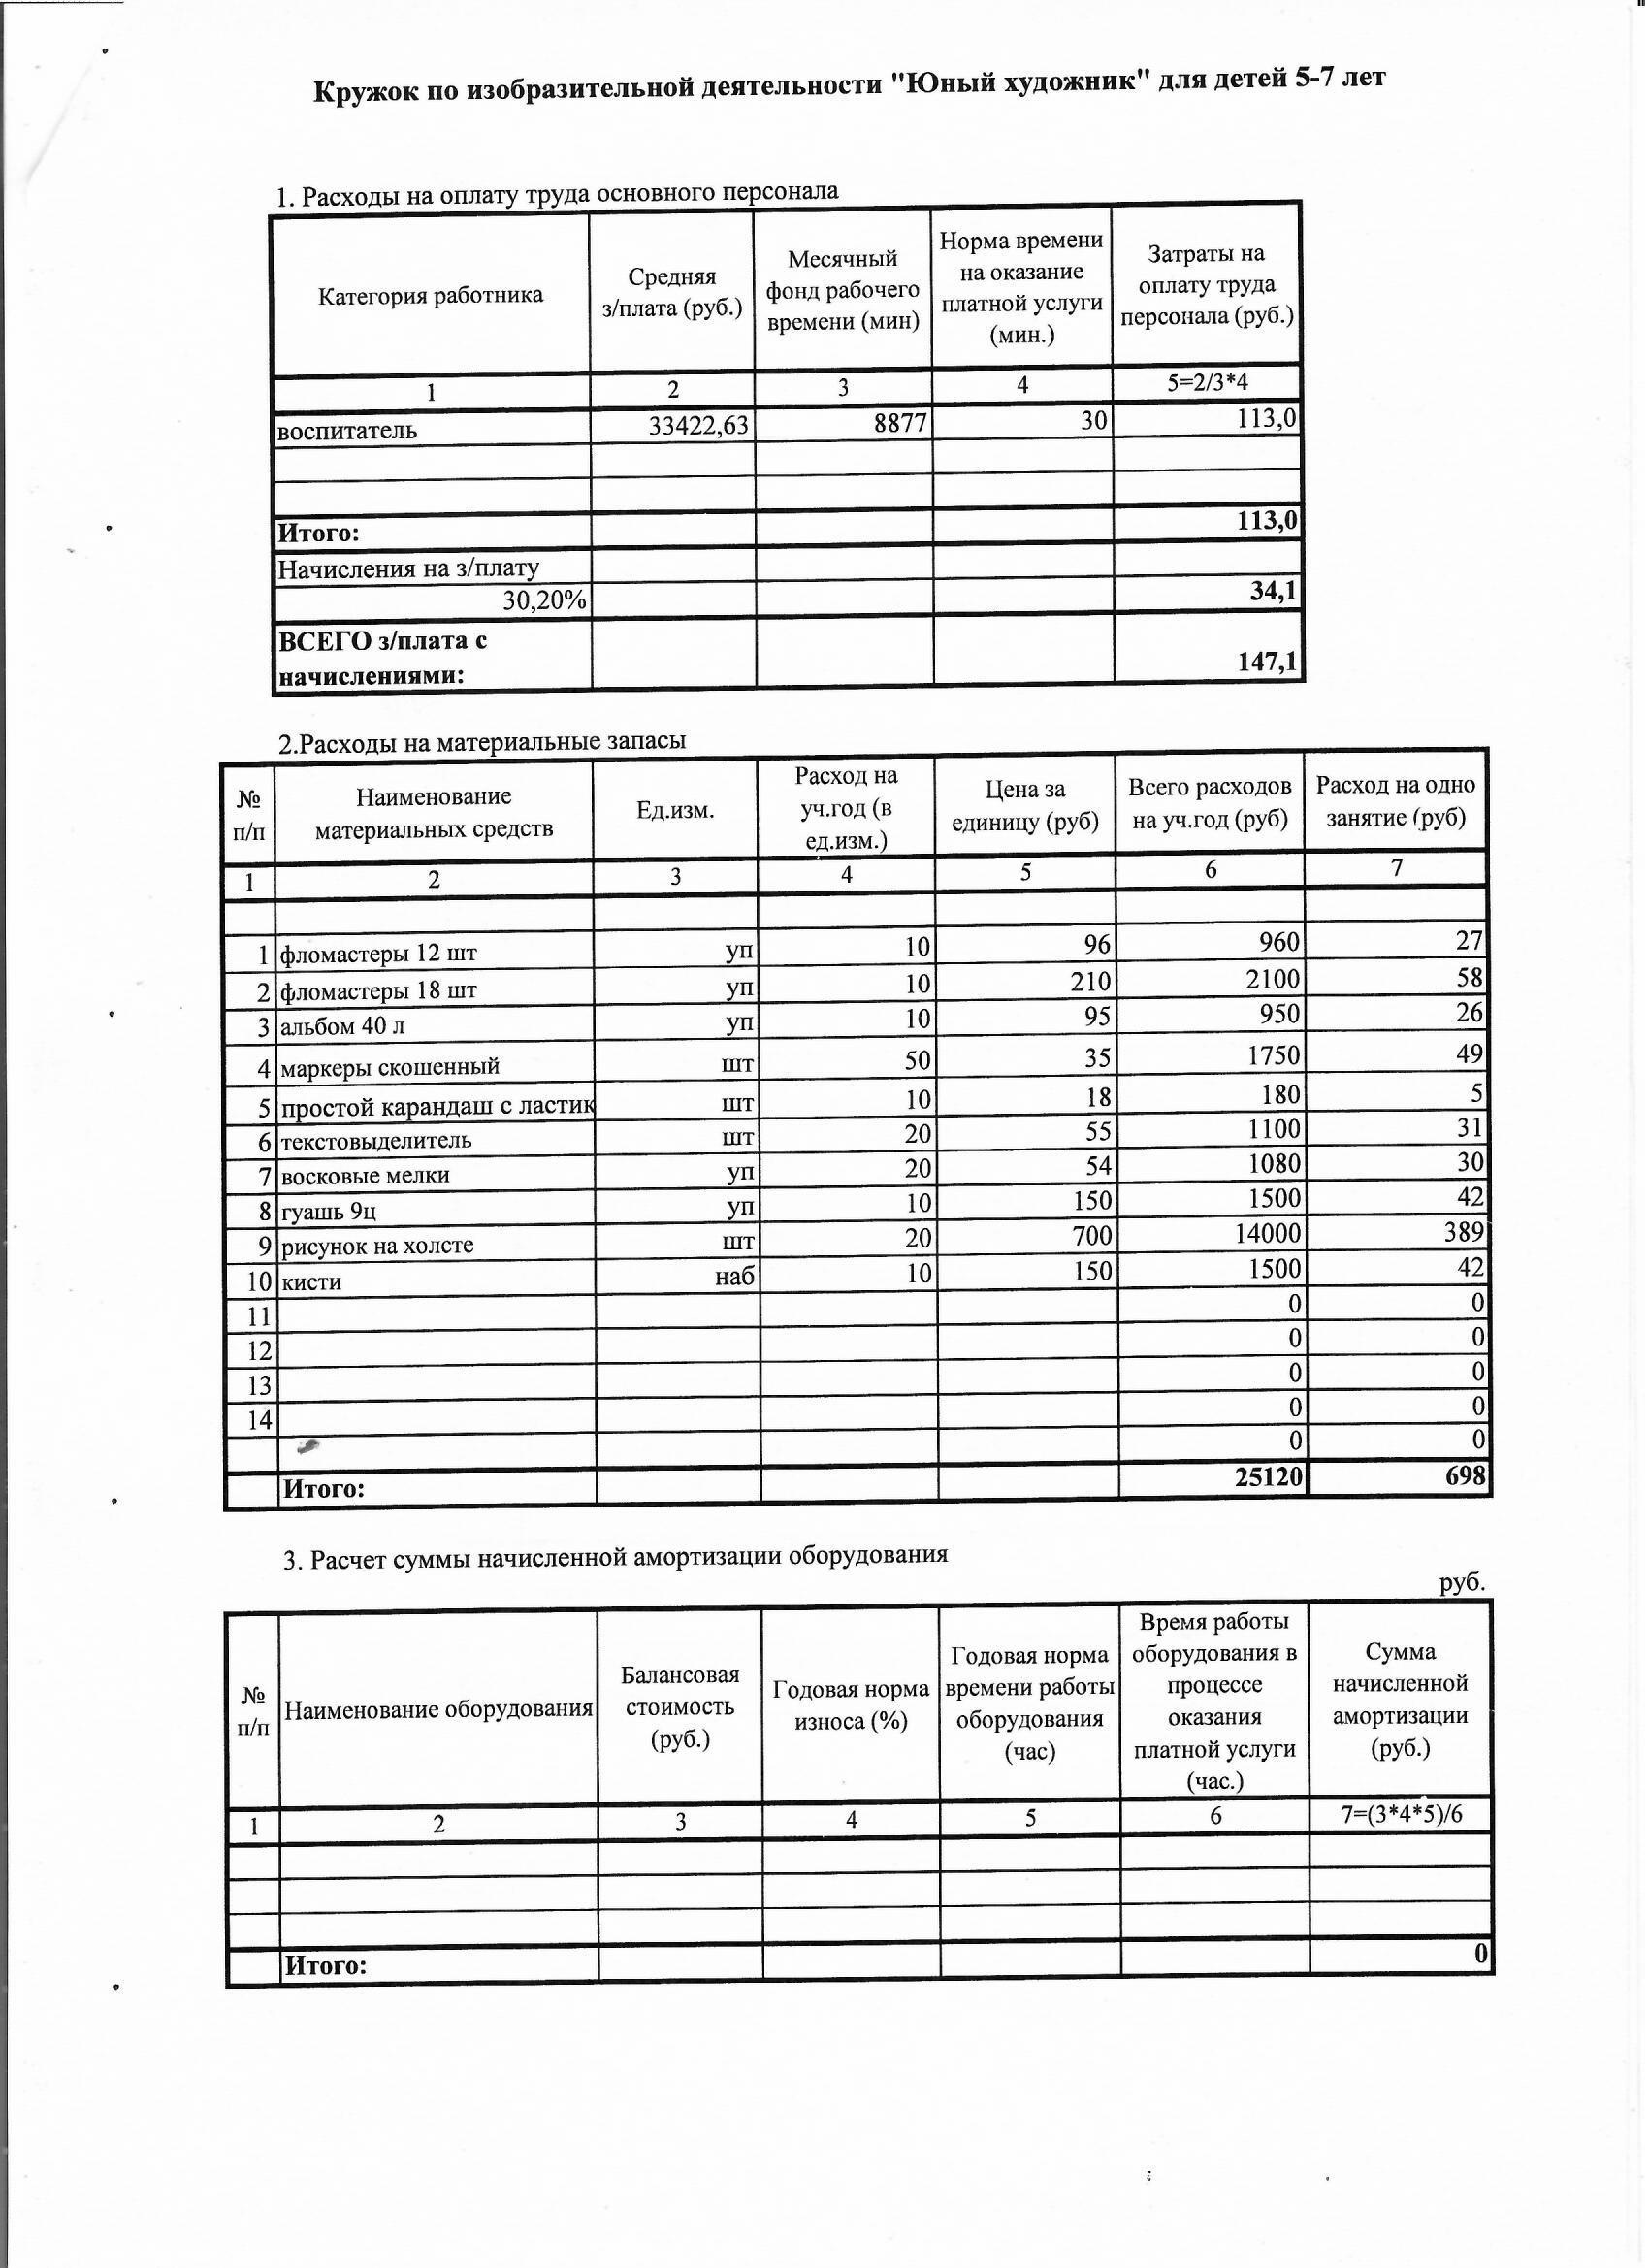 Кружок по изобразительной деятельности "Юный художник" для детей 5-7 лет
1. Расходы на оплату труда основного персонала
Категория работника
Средняя
з/плата (руб.)
Месячный
фонд рабочего
времени (мин)
Норма времени
на оказание
платной услуги
(мин.)
Затраты на
оплату труда
персонала (руб.)
1 2 3 4 5=2/3*4
воспитатель 33422,63 8877 30 113,0
Итого: 113,0
Начисления на з/плату
30,20% 34,1
ВСЕГО з/плата с
начислениями: 147,1
2.Расходы на материальные запасы
№
п/п
Наименование
материальных средств
Ед.изм.
Расход на
уч.год (в
ед.изм.)
Цена за
единицу (руб)
Всего расходов
на уч.год (руб)
Расход на одно
занятие (руб)
1 2 3 4 5 6 7
1 фломастеры 12 шт уп 10 96 960 27
2 фломастеры 18 шт уп 10 210 2100 58
3 альбом 40 л уп 10 95 950 26
4 маркеры скошенный шт 50 35 1750 49
5 простой карандаш с ластик шт 10 18 180 5
6 текстовыделитель шт 20 55 1100 31
7 восковые мелки уп 20 54 1080 30
8 гуашь 9ц уп 10 150 1500 42
9 рисунок на холсте шт 20 700 14000 389
10 кисти наб 10 150 1500 42
11 0 0
12 0 0
13 0 0
14 0 0
0 0
Итого: 25120 698
3. Расчет суммы начисленной амортизации оборудования
руб.
№
п/п
Наименование оборудования
Балансовая
стоимость
(руб.)
Годовая норма
износа (%)
Годовая норма
времени работы
оборудования
(час)
Время работы
оборудования в
процессе
оказания
платной услуги
(час.)
Сумма
начисленной
амортизации
(руб.)
1 2 3 4 5 6 7=(3*4*5)/6
Итого: 0